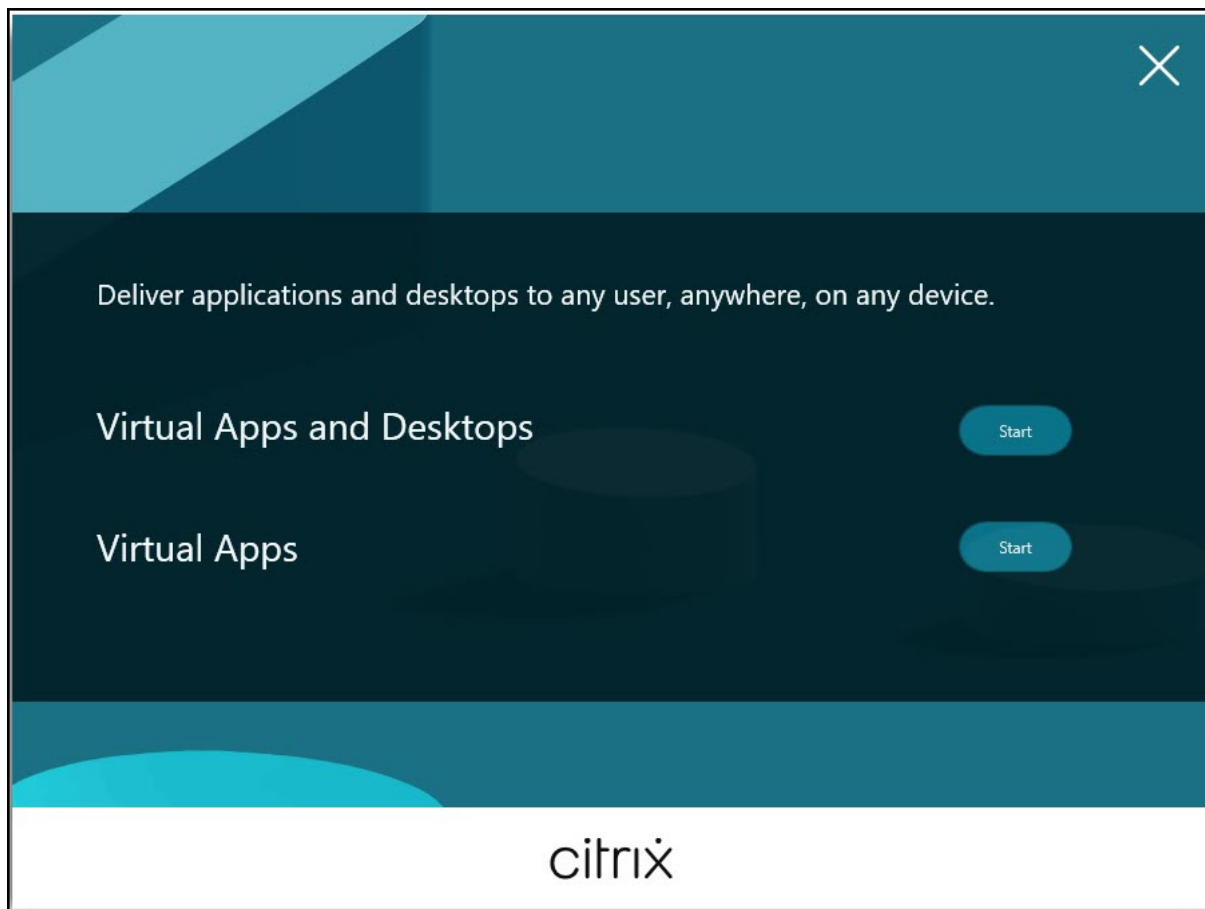 Deliver applications and desktops to any user, anywhere, on any device.
Virtual Apps and Desktops
Start
Virtual Apps
Start
citrix